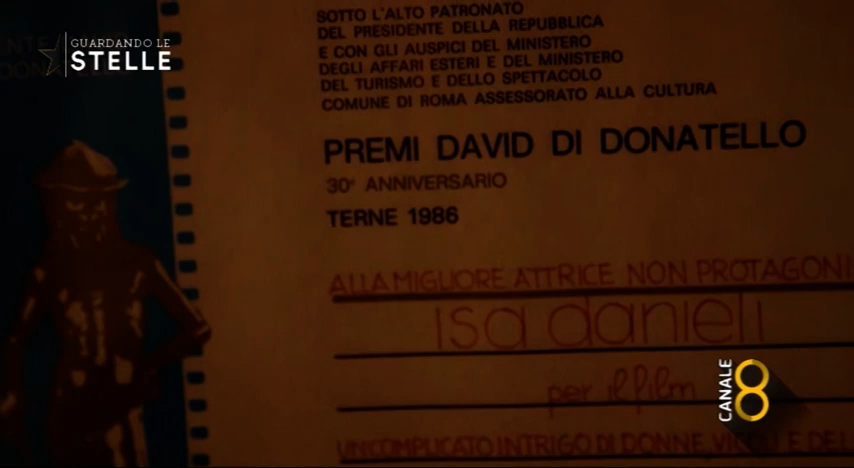 GUARDANDO LE
STELLE
SOTTO L'ALTO PATRONATO
DEL PRESIDENTE DELLA REPUBBLICA
E CON GLI AUSPICI DEL MINISTERO
DEGLI AFFARI ESTERI E DEL MINISTERO
DEL TURISMO E DELLO SPETTACOLO
COMUNE DI ROMA ASSESSORATO ALLA CULTURA
PREMI DAVID DI DONATELLO
30° ANNIVERSARIO
TERNE 1986
ALLA MIGLIORE ATTRICE NON PROTAGONI
isa danieli
per il film
CANALE 8
UN COMPLICATO INTRIGO DI DONNE, VICOLI E DEL